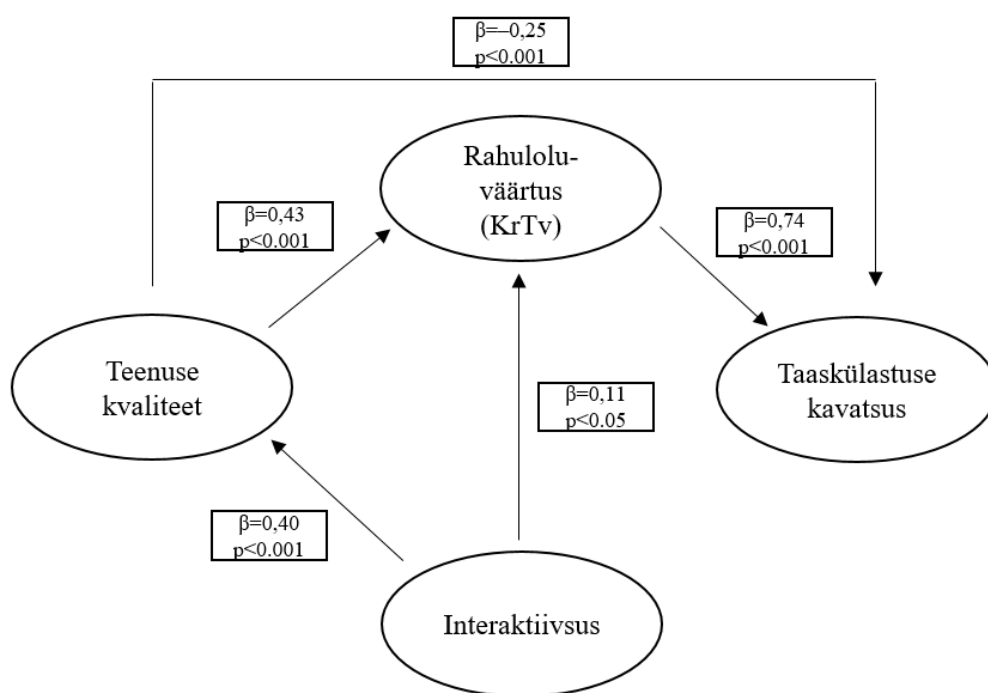 β=–0,25
p<0.001
Rahulolu-
väärtus
(KrTv)
β=0,43
p<0.001
β=0,74
p<0.001
Teenuse
kvaliteet
Taaskülastuse
kavatsus
β=0,11
p<0.05
β=0,40
p<0.001
Interaktiivsus